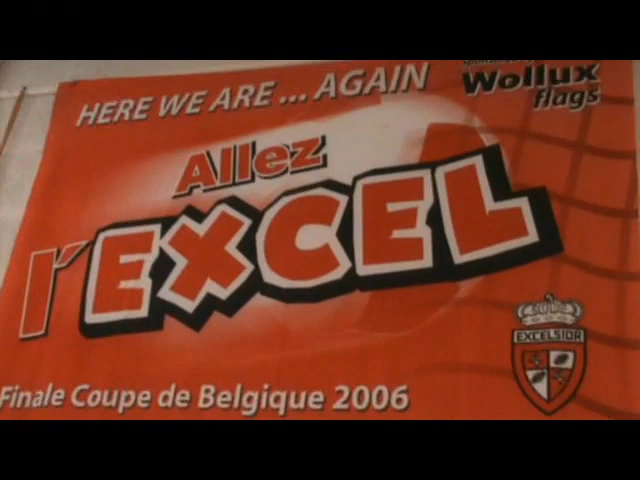 HERE WE ARE ... AGAIN
Wollux
flags
Allez
l'EXCEL
EXCELSIOR
Finale Coupe de Belgique 2006